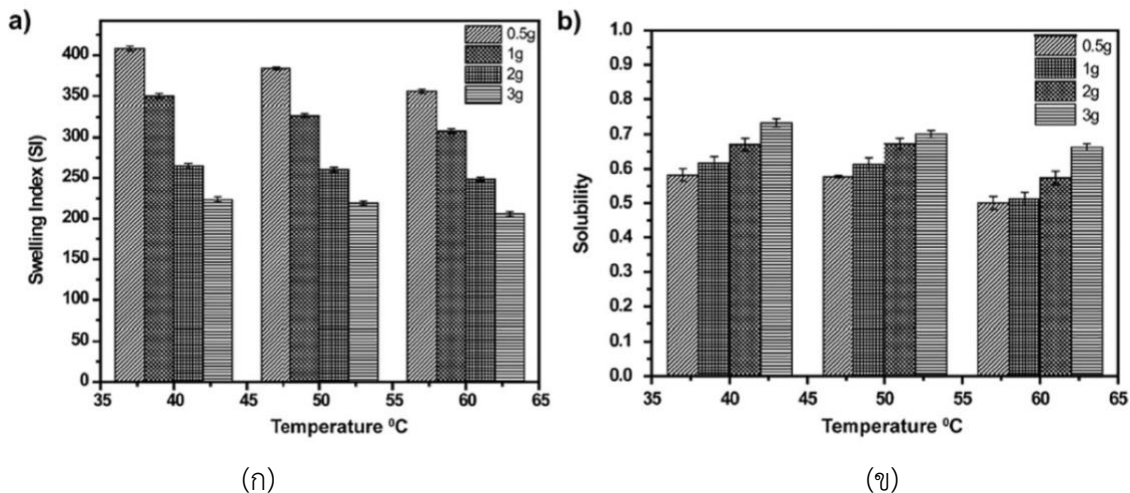 a)
Swelling Index (SI)
400
350
300
250
200
150
100
50
0
0.5g
1g
2g
3g
35 40 45 50 55 60 65
Temperature ⁰C
(ก)
b)
Solubility
1.0
0.9
0.8
0.7
0.6
0.5
0.4
0.3
0.2
0.1
0.0
0.5g
1g
2g
3g
35 40 45 50 55 60 65
Temperature ⁰C
(ข)